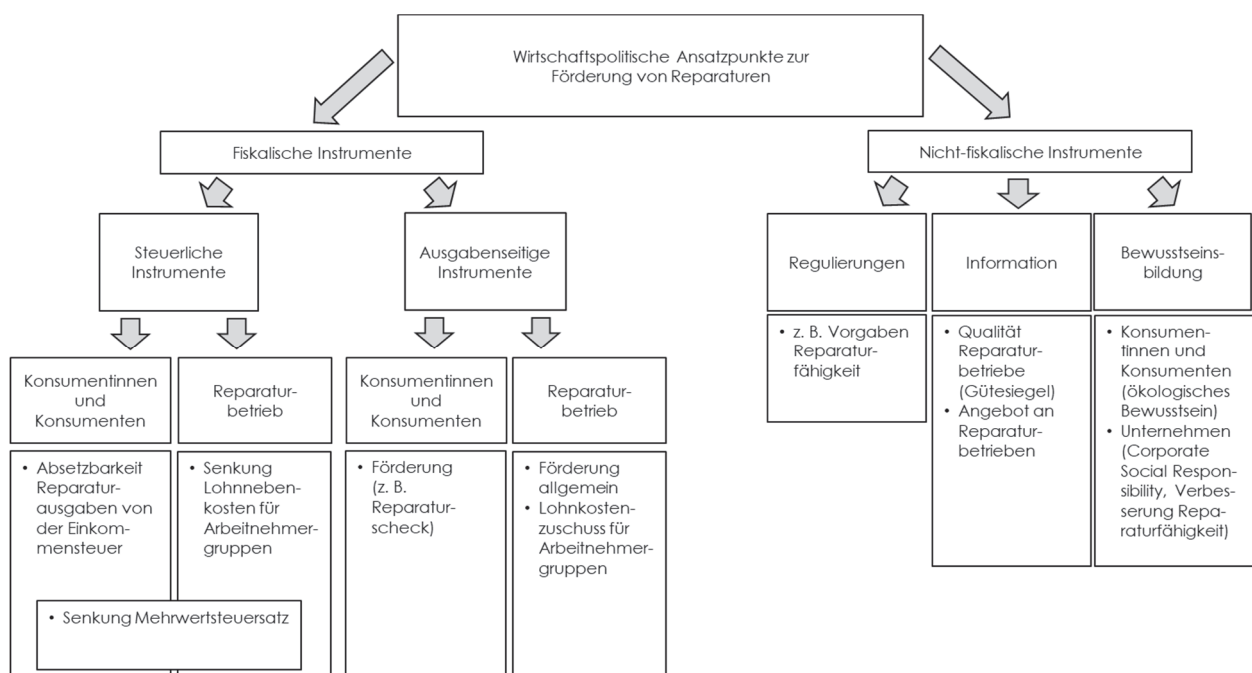 Wirtschaftspolitische Ansatzpunkte zur
Förderung von Reparaturen
Fiskalische Instrumente
Nicht-fiskalische Instrumente
Steuerliche
Instrumente
Ausgabenseitige
Instrumente
Regulierungen
Information
Bewusstseins-
bildung
• z. B. Vorgaben
Reparatur-
fähigkeit
• Qualität
Reparatur-
betriebe
(Gütesiegel)
• Angebot an
Reparatur-
betrieben
• Konsumen-
tinnen und
Konsumenten
(ökologisches
Bewusstsein)
• Unternehmen
(Corporate
Social Respon-
sibility, Verbes-
serung Repa-
raturfähigkeit)
Konsumentinnen
und
Konsumenten
Reparatur-
betrieb
Konsumentinnen
und
Konsumenten
Reparatur-
betrieb
• Absetzbarkeit
Reparatur-
ausgaben von
der Einkom-
mensteuer
• Senkung
Lohnneben-
kosten für
Arbeitnehmer-
gruppen
• Förderung
(z. B.
Reparatur-
scheck)
• Förderung
allgemein
• Lohnkosten-
zuschuss für
Arbeitnehmer-
gruppen
• Senkung Mehrwertsteuersatz